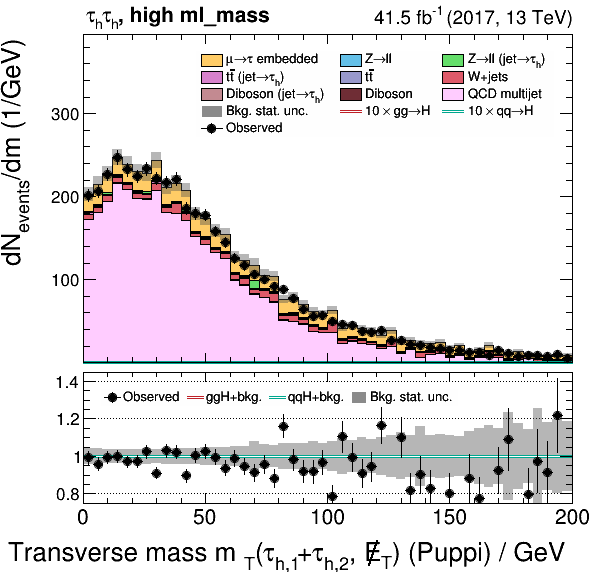 τhτh, high ml_mass 41.5 fb⁻¹ (2017, 13 TeV)
μ→τ embedded Z→ll Z→ll (jet→τh)
tt̄ (jet→τh) tt̄ W+jets
Diboson (jet→τh) Diboson QCD multijet
Bkg. stat. unc. 10 × gg→H 10 × qq→H
Observed
dNevents/dm (1/GeV)
300
200
100
Observed ggH+bkg. qqH+bkg. Bkg. stat. unc.
1.4
1.2
1
0.8
0 50 100 150 200
Transverse mass m T(τh,1+τh,2, E̸T) (Puppi) / GeV